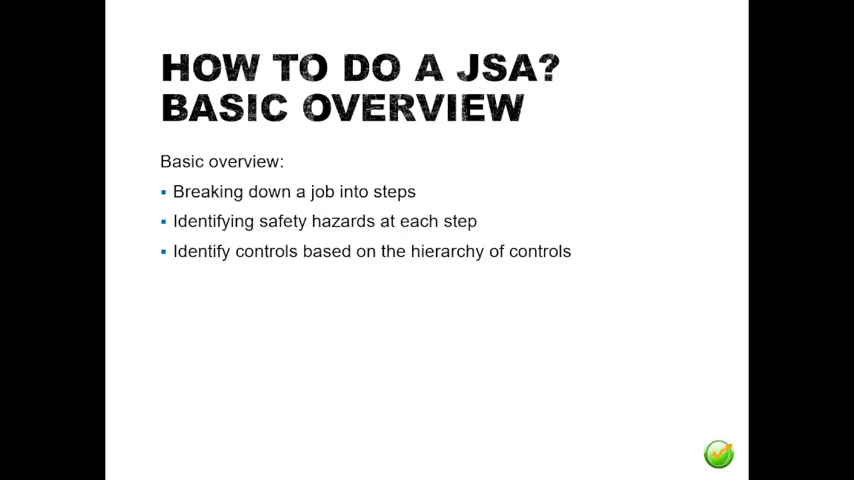 HOW TO DO A JSA?
BASIC OVERVIEW
Basic overview:
▪ Breaking down a job into steps
▪ Identifying safety hazards at each step
▪ Identify controls based on the hierarchy of controls